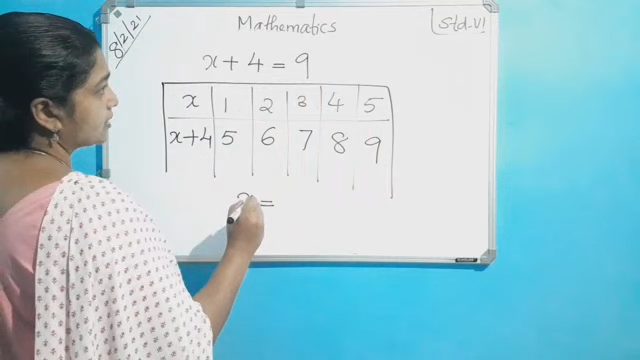 8/2/21
Mathematics
Std-VI
x + 4 = 9
x 1 2 3 4 5
x+4 5 6 7 8 9
=